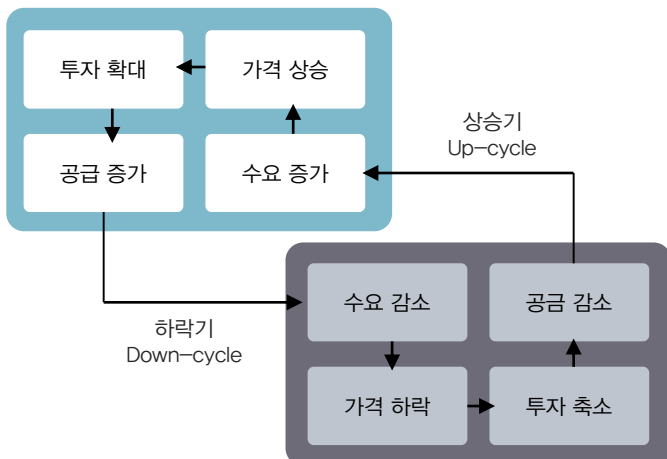 투자 확대
가격 상승
공급 증가
수요 증가
상승기
Up-cycle
하락기
Down-cycle
수요 감소
공금 감소
가격 하락
투자 축소